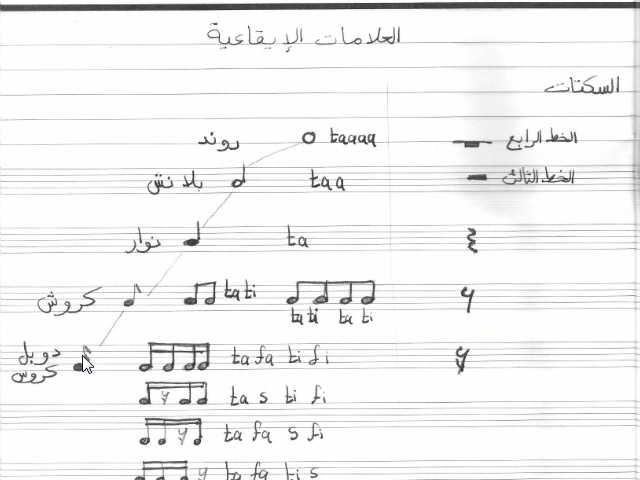 العلامات الإيقاعية
السكتات
روند taaaa الخط الرابع
بلانش taa الخط الثالث
نوار ta
كروش ta ti ta ti ta ti
دوبل كروش ta fa ti fi
ta s ti fi
ta fa s fi
ta fa ti s